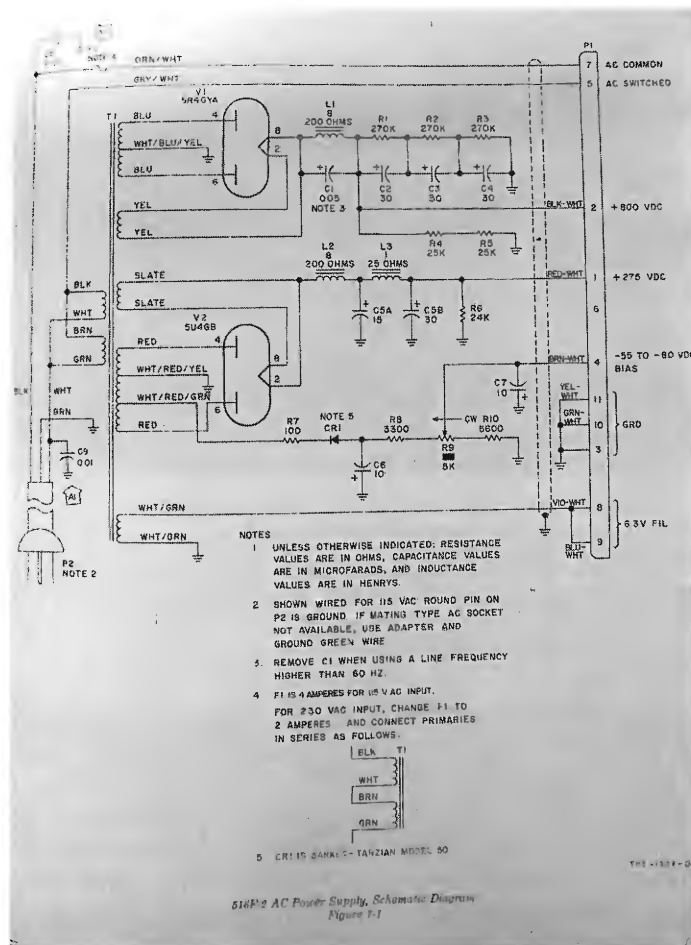 NOTE 4
ORN/WHT
GRY/WHT
P1
7 AC COMMON
5 AC SWITCHED
V1
5R4GYA
T1
BLU
4
8
2
WHT/BLU/YEL
BLU
6
YEL
YEL
L1
8
200 OHMS
R1
270K
R2
270K
R3
270K
C1
NOTE 3
C2
30
C3
30
C4
30
BLK-WHT
2 +800 VDC
R4
25K
R5
25K
L2
8
200 OHMS
L3
25 OHMS
RED-WHT
1 +275 VDC
SLATE
SLATE
C5A
15
C5B
30
R6
24K
6
BLK
WHT
BRN
GRN
V2
5U4GB
RED
4
8
2
WHT/RED/YEL
WHT/RED/GRN
RED
6
BRN-WHT
4 -55 TO -80 VDC
BIAS
C7
10
YEL-WHT
11
GRN-WHT
10
3
GRD
R7
100
NOTE 5
CR1
R8
3300
CW
R10
5600
R9
5K
C6
10
BLK
WHT
GRN
C9
0.01
A1
P2
NOTE 2
WHT/GRN
WHT/GRN
VIO-WHT
8
6.3V FIL
9
BLU-WHT
NOTES
1 UNLESS OTHERWISE INDICATED: RESISTANCE
VALUES ARE IN OHMS, CAPACITANCE VALUES
ARE IN MICROFARADS, AND INDUCTANCE
VALUES ARE IN HENRYS.
2 SHOWN WIRED FOR 115 VAC ROUND PIN ON
P2 IS GROUND. IF MATING TYPE AC SOCKET
NOT AVAILABLE, USE ADAPTER AND
GROUND GREEN WIRE
3. REMOVE C1 WHEN USING A LINE FREQUENCY
HIGHER THAN 60 HZ.
4 F1 IS 4 AMPERES FOR 115 VAC INPUT.
FOR 230 VAC INPUT, CHANGE F1 TO
2 AMPERES AND CONNECT PRIMARIES
IN SERIES AS FOLLOWS.
BLK T1
WHT
BRN
GRN
5 CR1 IS SARKES-TARZIAN MODEL 50
516F-2 AC Power Supply, Schematic Diagram
Figure 7-1